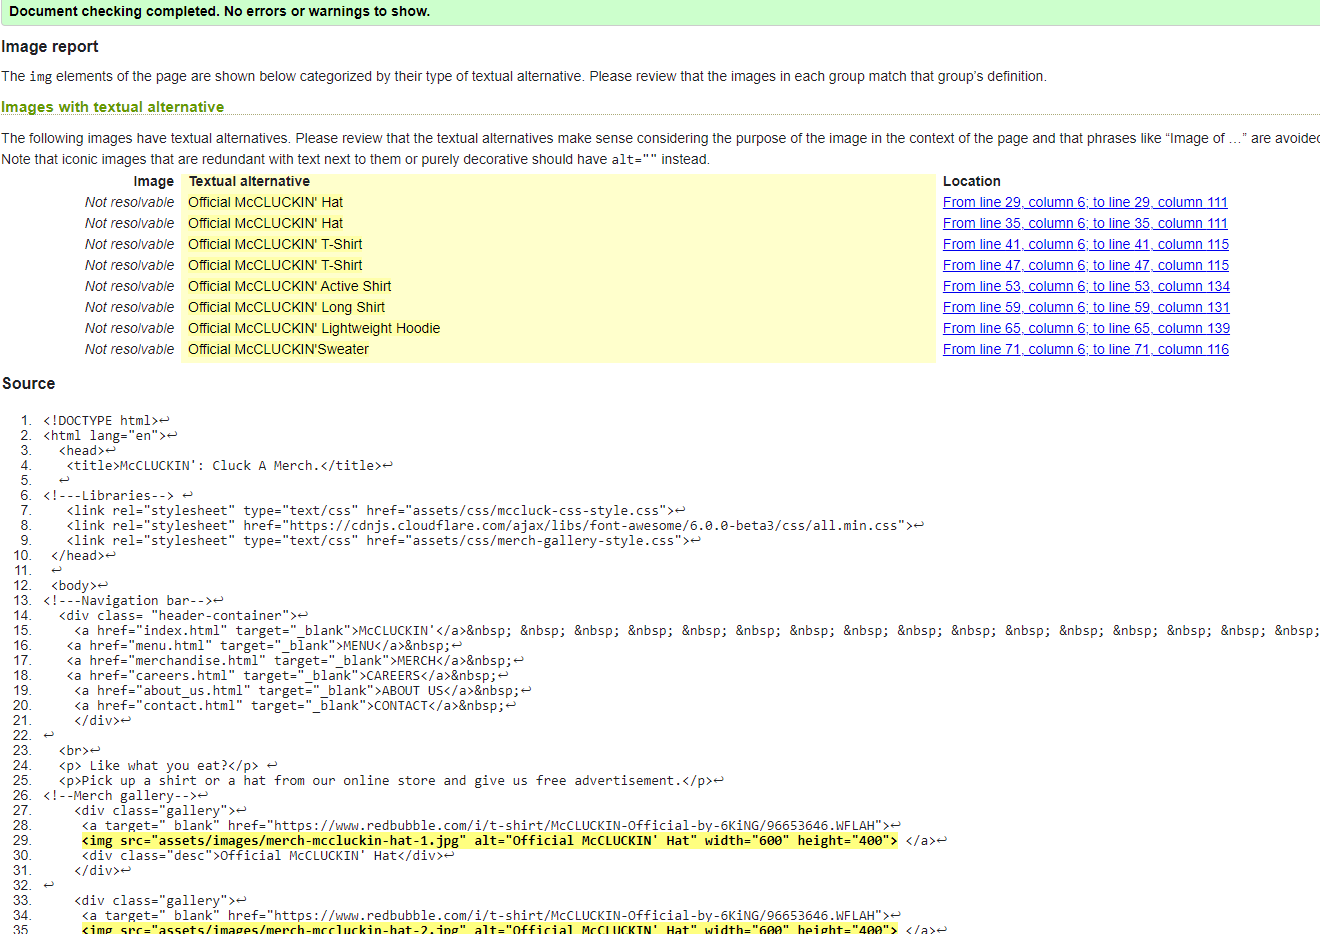 Document checking completed. No errors or warnings to show.
Image report
The img elements of the page are shown below categorized by their type of textual alternative. Please review that the images in each group match that group’s definition.
Images with textual alternative
The following images have textual alternatives. Please review that the textual alternatives make sense considering the purpose of the image in the context of the page and that phrases like “Image of …” are avoided
Note that iconic images that are redundant with text next to them or purely decorative should have alt="" instead.
Image Textual alternative Location
Not resolvable Official McCLUCKIN' Hat From line 29, column 6; to line 29, column 111
Not resolvable Official McCLUCKIN' Hat From line 35, column 6; to line 35, column 111
Not resolvable Official McCLUCKIN' T-Shirt From line 41, column 6; to line 41, column 115
Not resolvable Official McCLUCKIN' T-Shirt From line 47, column 6; to line 47, column 115
Not resolvable Official McCLUCKIN' Active Shirt From line 53, column 6; to line 53, column 134
Not resolvable Official McCLUCKIN' Long Shirt From line 59, column 6; to line 59, column 131
Not resolvable Official McCLUCKIN' Lightweight Hoodie From line 65, column 6; to line 65, column 139
Not resolvable Official McCLUCKIN'Sweater From line 71, column 6; to line 71, column 116
Source
1. <!DOCTYPE html>↩
2. <html lang="en">↩
3. <head>↩
4. <title>McCLUCKIN': Cluck A Merch.</title>↩
5. ↩
6. <!---Libraries--> ↩
7. <link rel="stylesheet" type="text/css" href="assets/css/mccluck-css-style.css">↩
8. <link rel="stylesheet" href="https://cdnjs.cloudflare.com/ajax/libs/font-awesome/6.0.0-beta3/css/all.min.css">↩
9. <link rel="stylesheet" type="text/css" href="assets/css/merch-gallery-style.css">↩
10. </head>↩
11. ↩
12. <body>↩
13. <!---Navigation bar-->↩
14. <div class= "header-container">↩
15. <a href="index.html" target="_blank">McCLUCKIN'</a>&nbsp; &nbsp; &nbsp; &nbsp; &nbsp; &nbsp; &nbsp; &nbsp; &nbsp; &nbsp; &nbsp; &nbsp; &nbsp; &nbsp; &nbsp; &nbsp;
16. <a href="menu.html" target="_blank">MENU</a>&nbsp;↩
17. <a href="merchandise.html" target="_blank">MERCH</a>&nbsp;↩
18. <a href="careers.html" target="_blank">CAREERS</a>&nbsp;↩
19. <a href="about_us.html" target="_blank">ABOUT US</a>&nbsp;↩
20. <a href="contact.html" target="_blank">CONTACT</a>&nbsp;↩
21. </div>↩
22. ↩
23. <br>↩
24. <p> Like what you eat?</p> ↩
25. <p>Pick up a shirt or a hat from our online store and give us free advertisement.</p>↩
26. <!--Merch gallery-->↩
27. <div class="gallery">↩
28. <a target="_blank" href="https://www.redbubble.com/i/t-shirt/McCLUCKIN-Official-by-6KiNG/96653646.WFLAH">↩
29. <img src="assets/images/merch-mccluckin-hat-1.jpg" alt="Official McCLUCKIN' Hat" width="600" height="400"> </a>↩
30. <div class="desc">Official McCLUCKIN' Hat</div>↩
31. </div>↩
32. ↩
33. <div class="gallery">↩
34. <a target="_blank" href="https://www.redbubble.com/i/t-shirt/McCLUCKIN-Official-by-6KiNG/96653646.WFLAH">↩
35 <img src="assets/images/merch-mccluckin-hat-2.jpg" alt="Official McCLUCKIN' Hat" width="600" height="400"> </a>↩